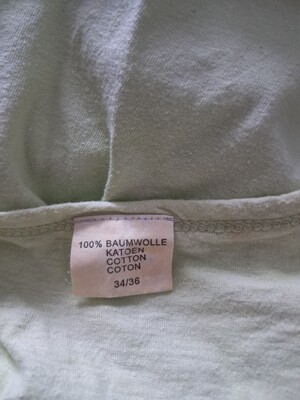 100% BAUMWOLLE
KATOEN
COTTON
COTON
34/36